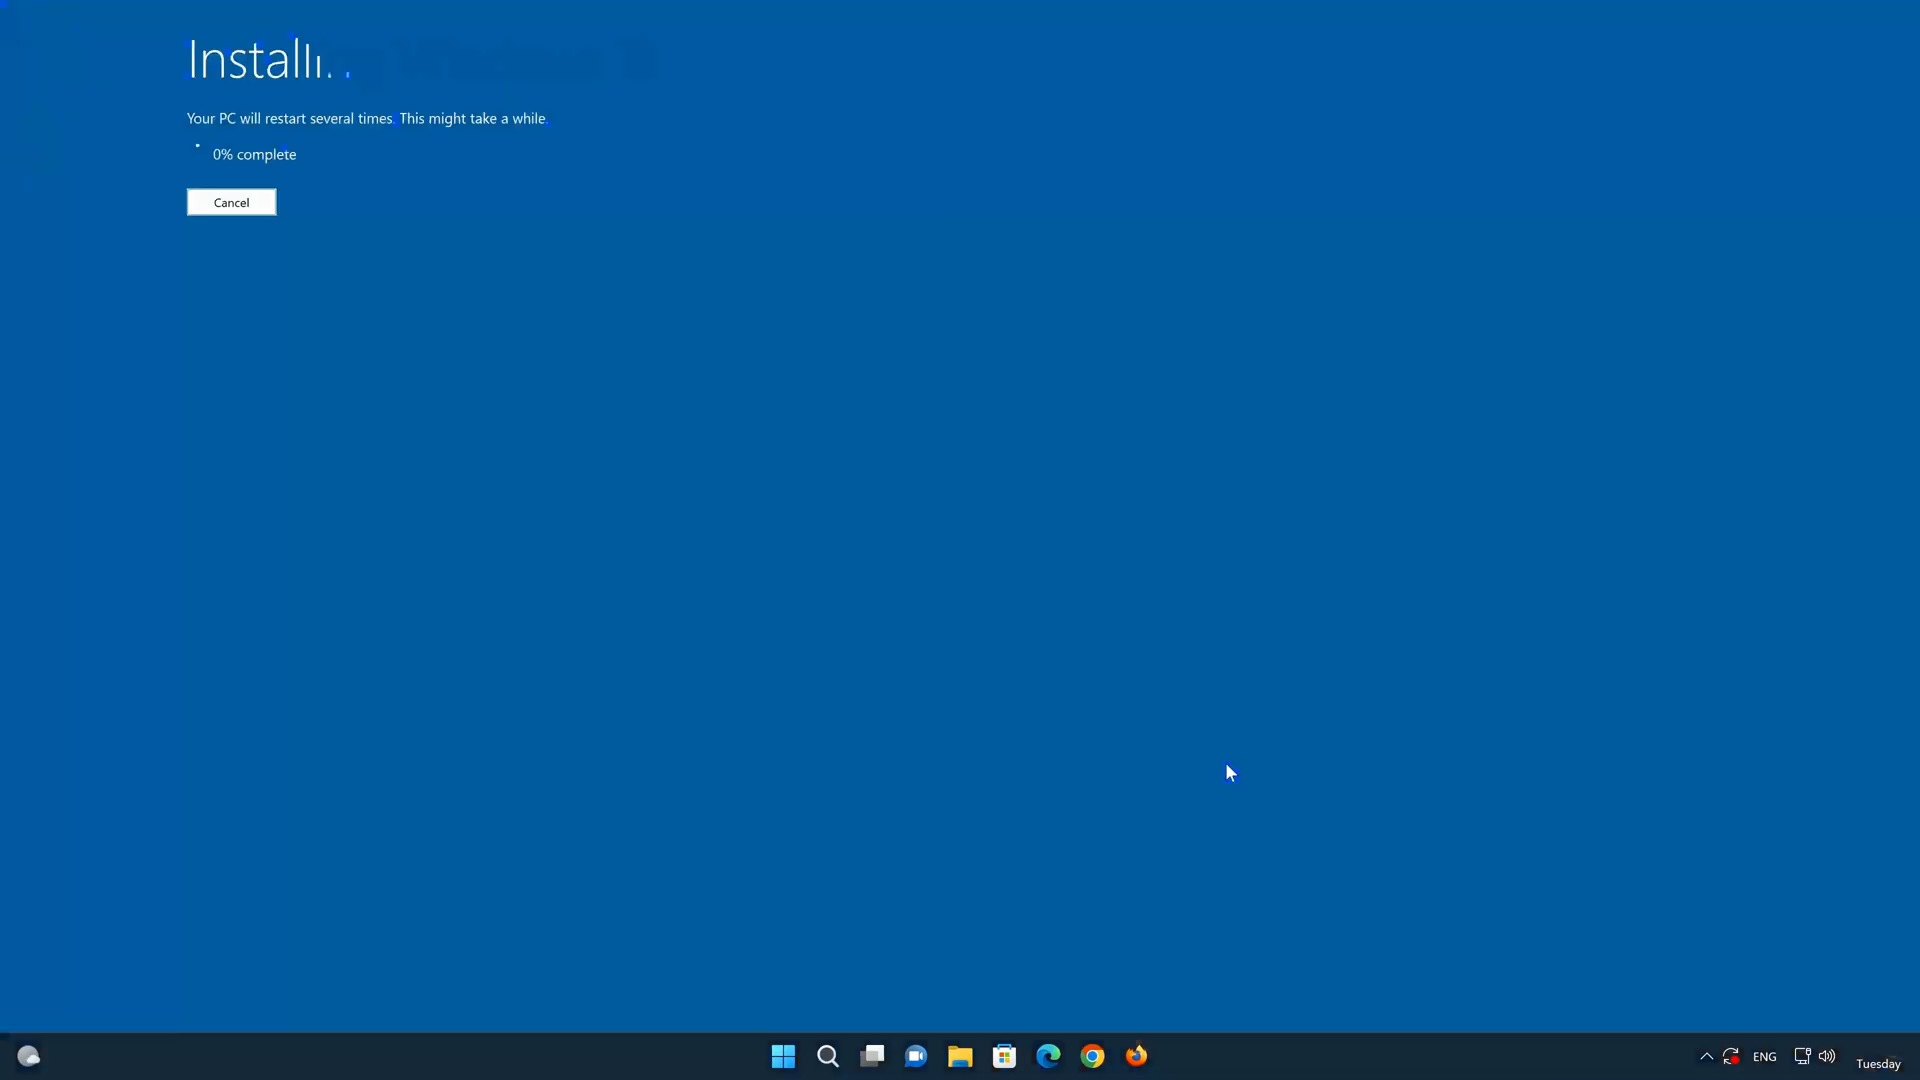 Your PC will restart several times. This might take a while.
0% complete
Cancel
ENG
Tuesday